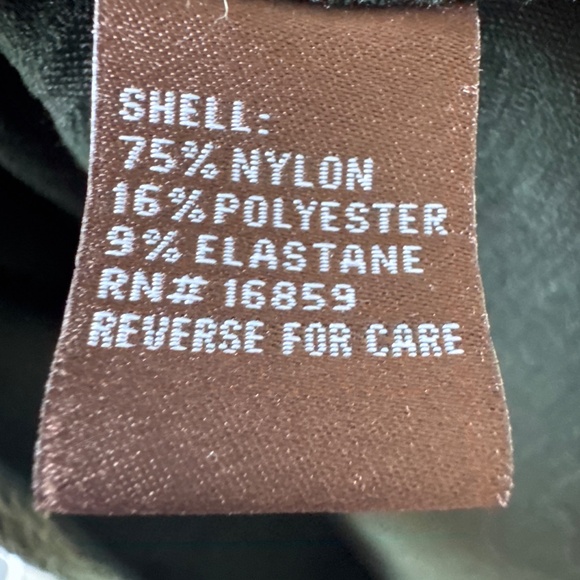 SHELL:
75% NYLON
16% POLYESTER
9% ELASTANE
RN# 16859
REVERSE FOR CARE